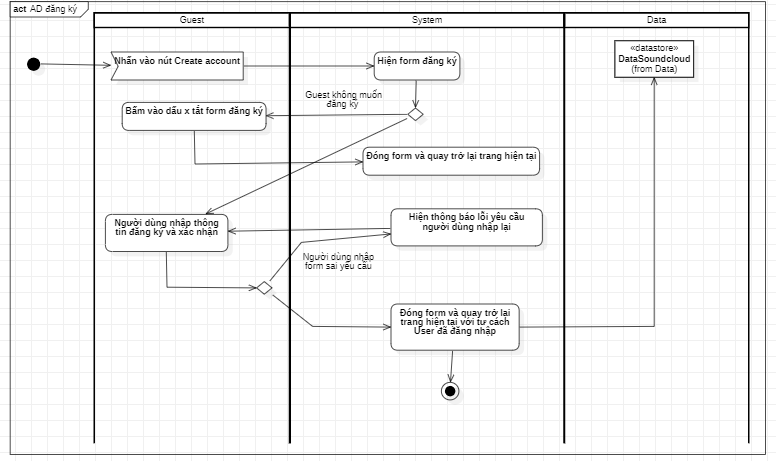 act AD đăng ký
Guest
System
Data
Nhấn vào nút Create account
Hiện form đăng ký
«datastore»
DataSoundcloud
(from Data)
Guest không muốn
đăng ký
Bấm vào dấu x tắt form đăng ký
Đóng form và quay trở lại trang hiện tại
Người dùng nhập thông
tin đăng ký và xác nhận
Hiện thông báo lỗi yêu cầu
người dùng nhập lại
Người dùng nhập
form sai yêu cầu
Đóng form và quay trở lại
trang hiện tại với tư cách
User đã đăng nhập